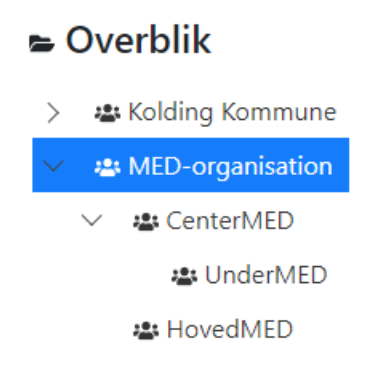 Overblik
Kolding Kommune
MED-organisation
CenterMED
UnderMED
HovedMED